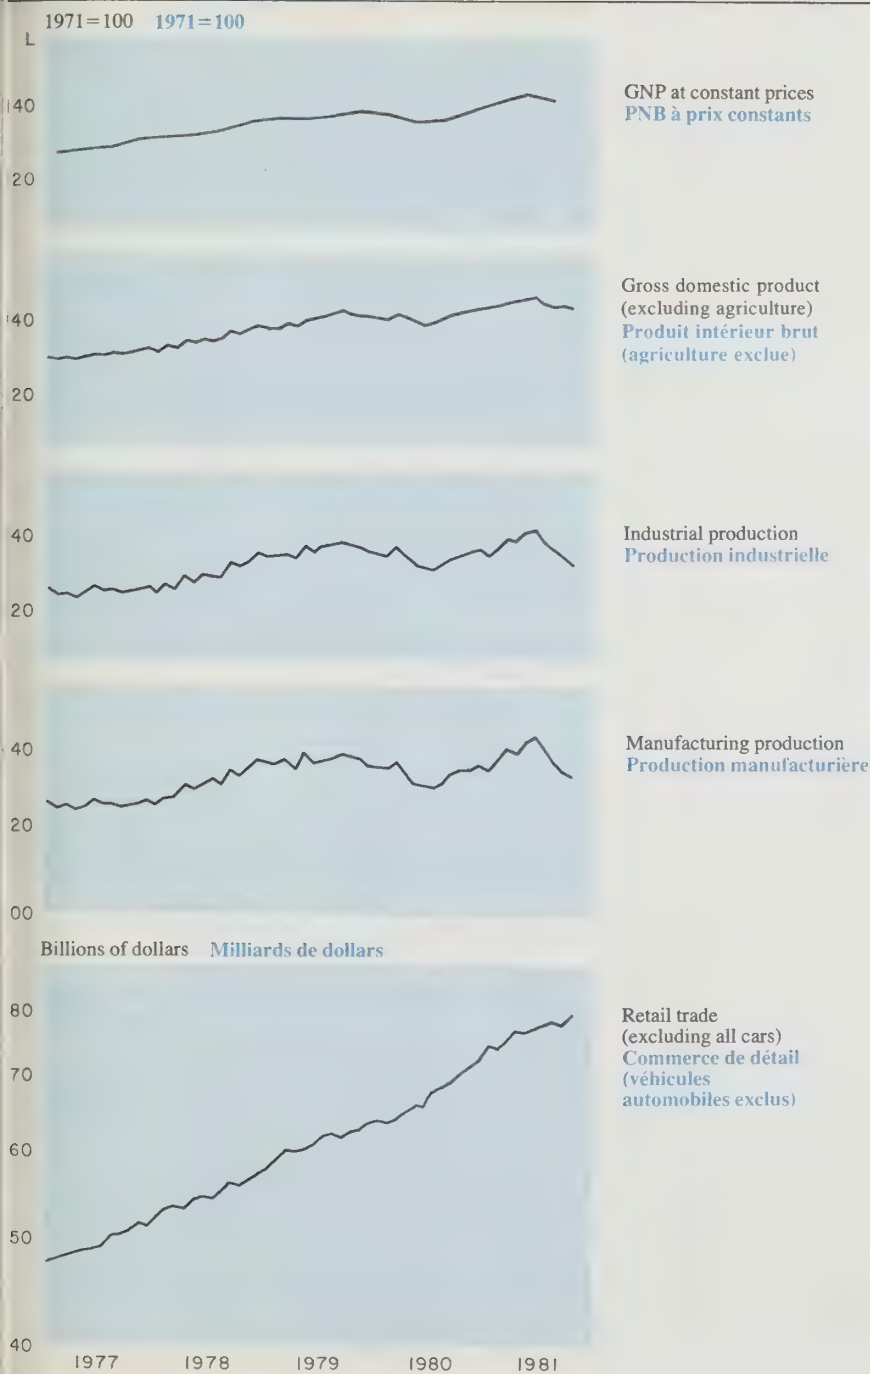 1971=100 1971=100
L
140
GNP at constant prices
PNB à prix constants
20
Gross domestic product
(excluding agriculture)
140
Produit intérieur brut
(agriculture exclue)
20
40
Industrial production
Production industrielle
20
40
Manufacturing production
Production manufacturière
20
00
Billions of dollars Milliards de dollars
80
Retail trade
(excluding all cars)
Commerce de détail
(véhicules
automobiles exclus)
70
60
50
40
1977 1978 1979 1980 1981